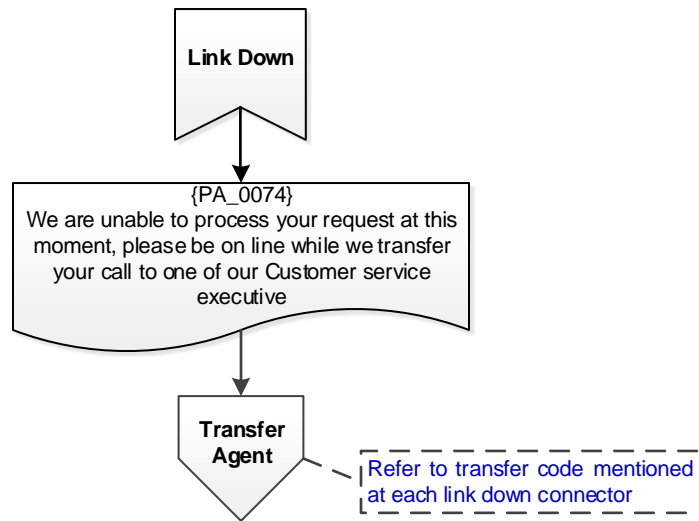 Link Down
{PA_0074}
We are unable to process your request at this
moment, please be on line while we transfer
your call to one of our Customer service
executive
Transfer
Agent
Refer to transfer code mentioned
at each link down connector